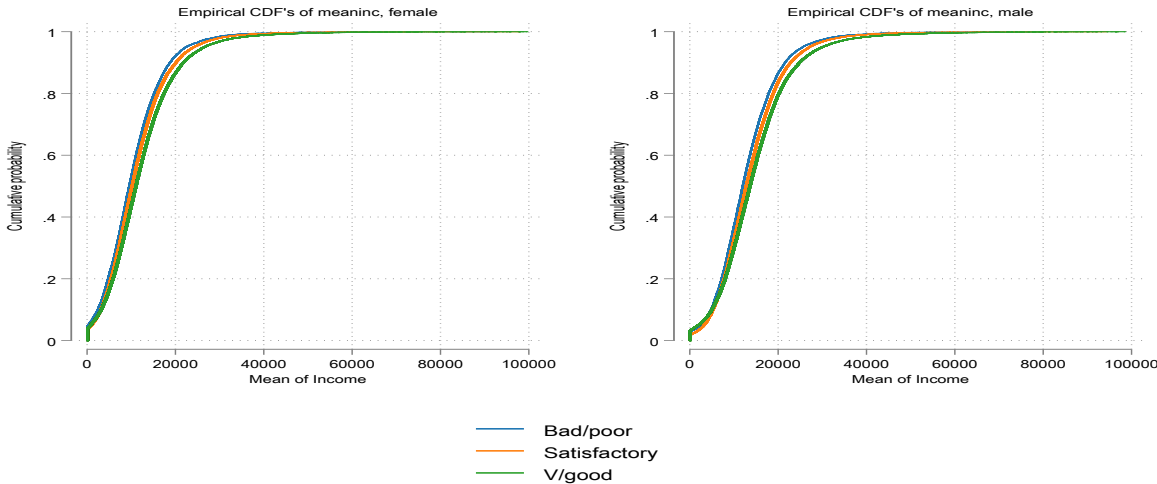 Empirical CDF's of meaninc, female
Cumulative probability
1
.8
.6
.4
.2
0
0 20000 40000 60000 80000 100000
Mean of Income
Empirical CDF's of meaninc, male
Cumulative probability
1
.8
.6
.4
.2
0
0 20000 40000 60000 80000 100000
Mean of Income
Bad/poor
Satisfactory
V/good